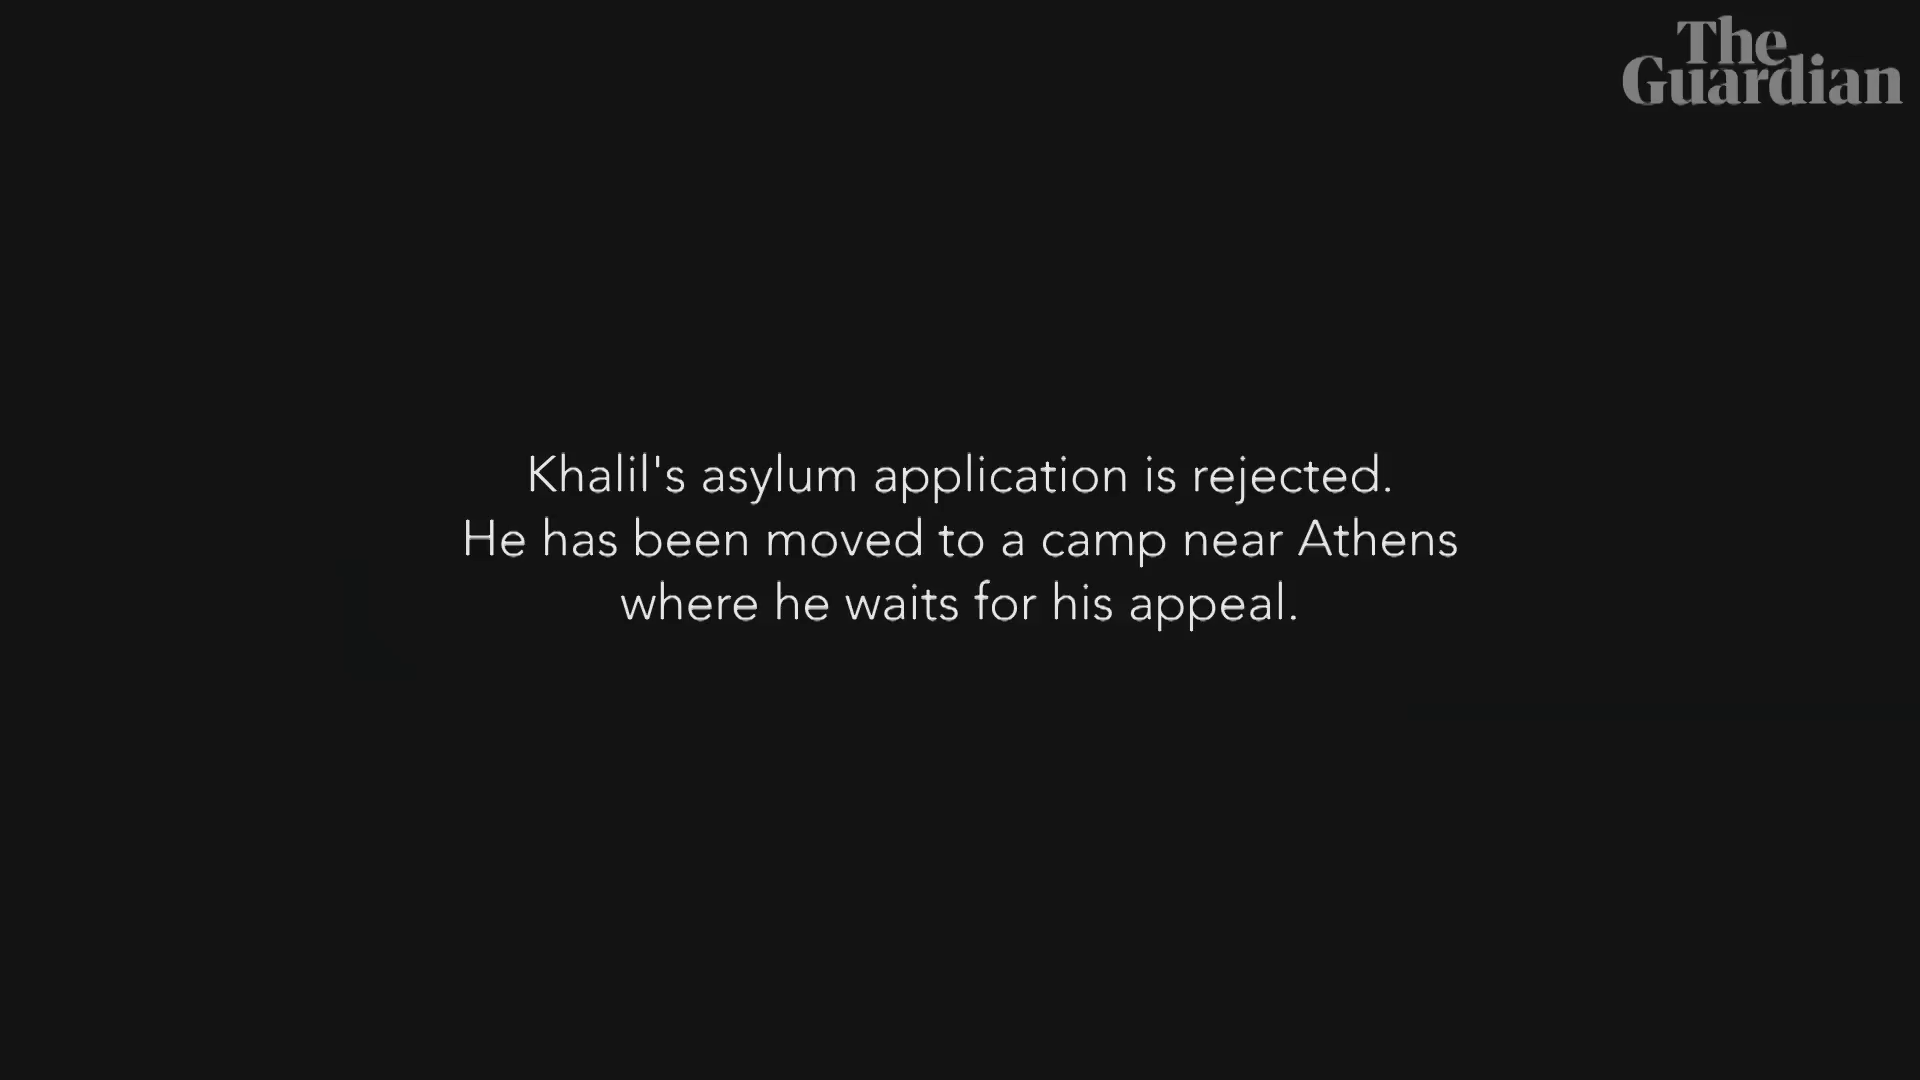 The
Guardian
Khalil's asylum application is rejected.
He has been moved to a camp near Athens
where he waits for his appeal.